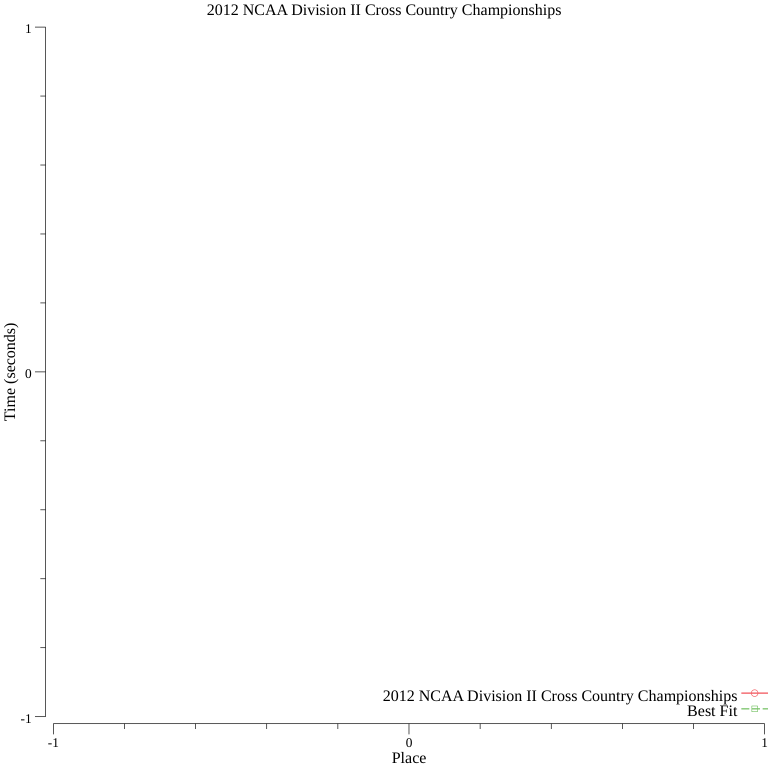 2012 NCAA Division II Cross Country Championships
1
0
-1
Time (seconds)
2012 NCAA Division II Cross Country Championships
Best Fit
-1
0
1
Place